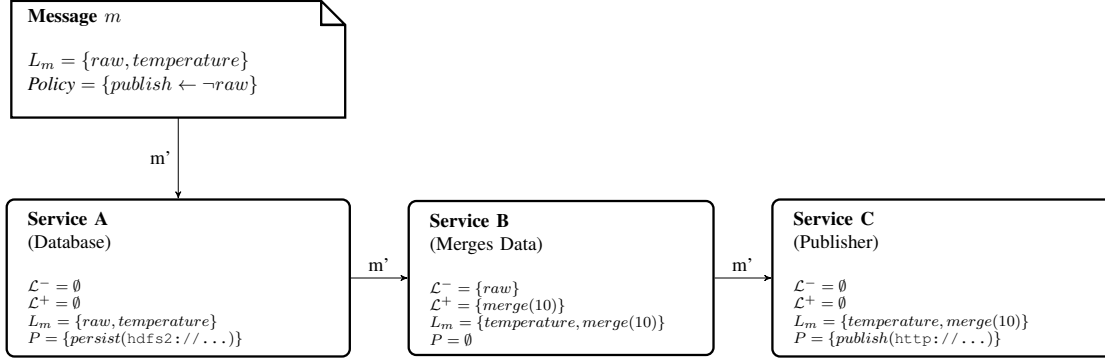 Message m
L_m = {raw, temperature}
Policy = {publish ← ¬raw}
m’
Service A
(Database)
ℒ⁻ = ∅
ℒ⁺ = ∅
L_m = {raw, temperature}
P = {persist(hdfs2://...)}
m’
Service B
(Merges Data)
ℒ⁻ = {raw}
ℒ⁺ = {merge(10)}
L_m = {temperature, merge(10)}
P = ∅
m’
Service C
(Publisher)
ℒ⁻ = ∅
ℒ⁺ = ∅
L_m = {temperature, merge(10)}
P = {publish(http://...)}